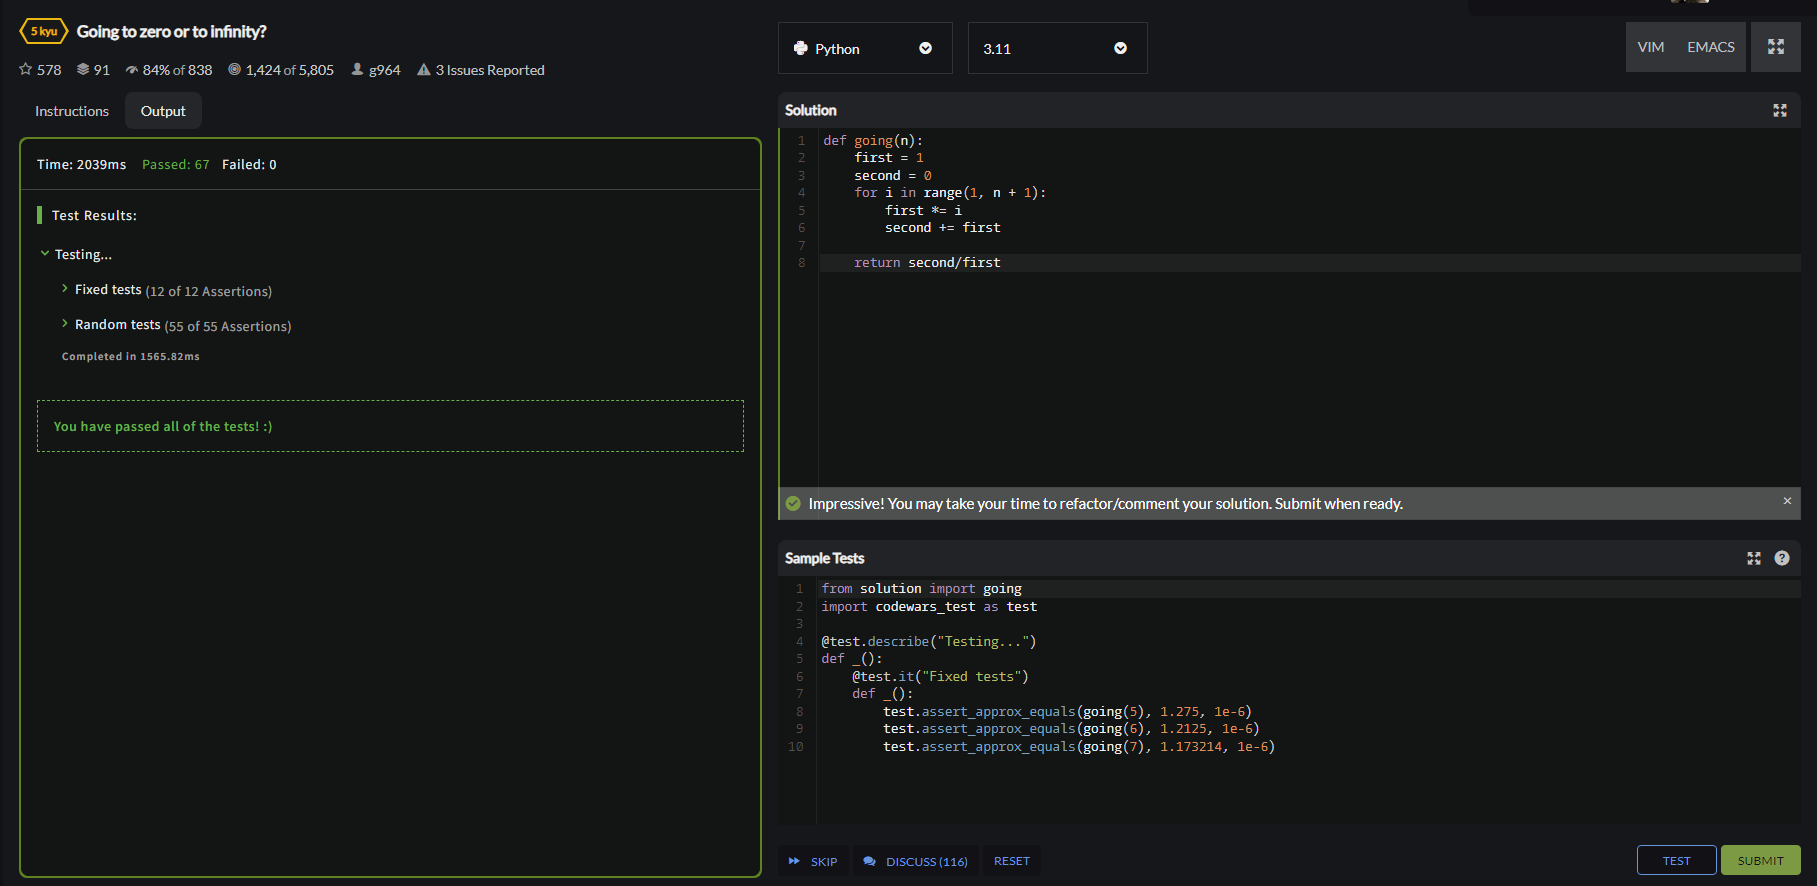 5 kyu Going to zero or to infinity?
578 91 84% of 838 1,424 of 5,805 g964 3 Issues Reported
Instructions Output
Time: 2039ms Passed: 67 Failed: 0
Test Results:
Testing...
Fixed tests (12 of 12 Assertions)
Random tests (55 of 55 Assertions)
Completed in 1565.82ms
You have passed all of the tests! :)
Python 3.11 VIM EMACS
Solution
1 def going(n):
2     first = 1
3     second = 0
4     for i in range(1, n + 1):
5         first *= i
6         second += first
7
8     return second/first
Impressive! You may take your time to refactor/comment your solution. Submit when ready. ×
Sample Tests ?
1 from solution import going
2 import codewars_test as test
3
4 @test.describe("Testing...")
5 def _():
6     @test.it("Fixed tests")
7     def _():
8         test.assert_approx_equals(going(5), 1.275, 1e-6)
9         test.assert_approx_equals(going(6), 1.2125, 1e-6)
10         test.assert_approx_equals(going(7), 1.173214, 1e-6)
SKIP DISCUSS (116) RESET TEST SUBMIT